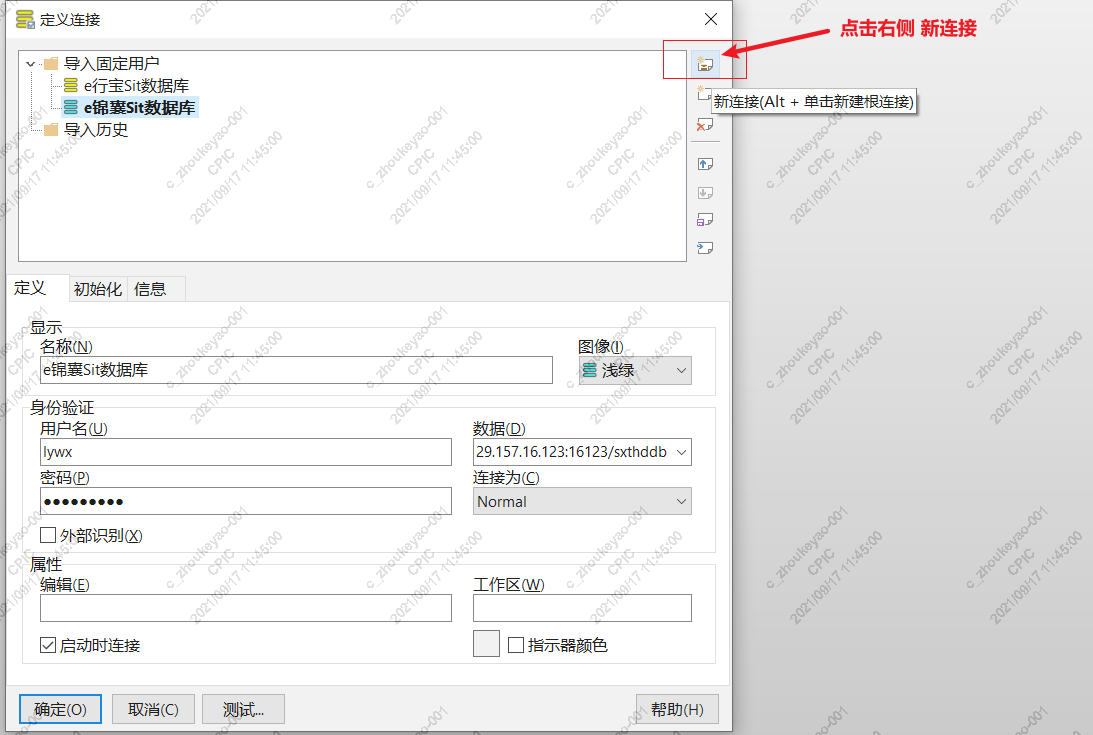 定义连接
点击右侧 新连接
导入固定用户
e行宝Sit数据库
e锦囊Sit数据库
导入历史
新连接(Alt + 单击新建根连接)
定义
初始化
信息
显示
名称(N)
图像(I)
e锦囊Sit数据库
浅绿
身份验证
用户名(U)
数据(D)
lywx
29.157.16.123:16123/sxthddb
密码(P)
连接为(C)
●●●●●●●●●
Normal
外部识别(X)
属性
编辑(E)
工作区(W)
启动时连接
指示器颜色
确定(O)
取消(C)
测试...
帮助(H)
c_zhoukeyao-001
CPIC
2021/09/17 11:45:00